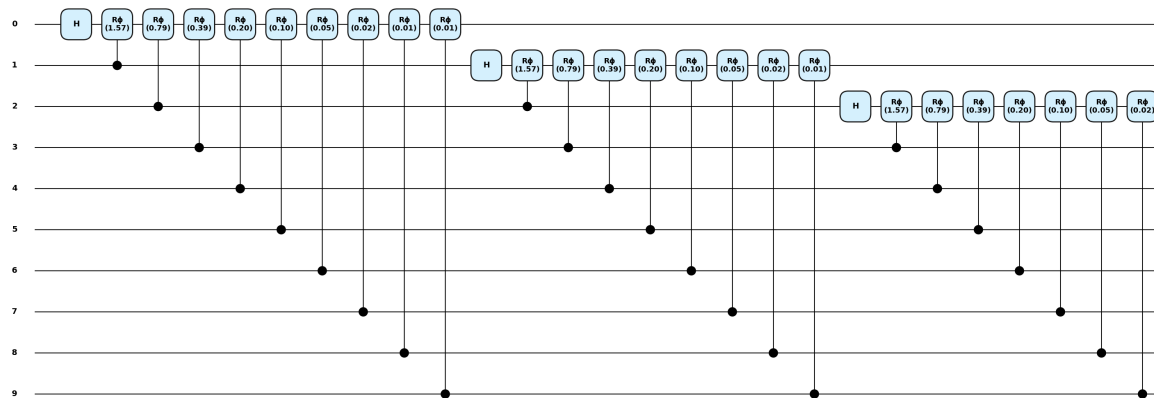 0 H Rϕ (1.57) Rϕ (0.79) Rϕ (0.39) Rϕ (0.20) Rϕ (0.10) Rϕ (0.05) Rϕ (0.02) Rϕ (0.01) Rϕ (0.01)
1 H Rϕ (1.57) Rϕ (0.79) Rϕ (0.39) Rϕ (0.20) Rϕ (0.10) Rϕ (0.05) Rϕ (0.02) Rϕ (0.01)
2 H Rϕ (1.57) Rϕ (0.79) Rϕ (0.39) Rϕ (0.20) Rϕ (0.10) Rϕ (0.05) Rϕ (0.02)
3
4
5
6
7
8
9